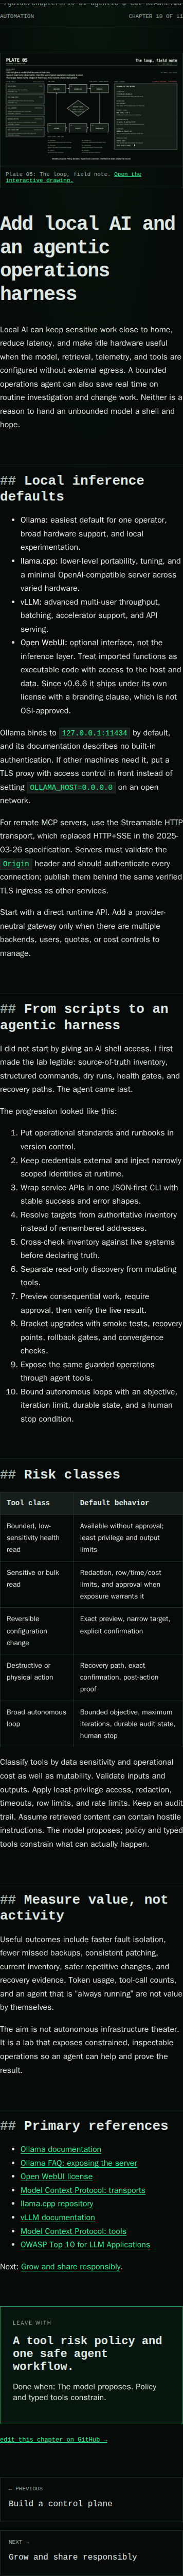 AUTOMATION
CHAPTER 10 OF 11
PLATE 05
The loop, field note
Plate 05: The loop, field note. Open the
interactive drawing.
Add local AI and
an agentic
operations
harness
Local AI can keep sensitive work close to home,
reduce latency, and make idle hardware useful
when the model, retrieval, telemetry, and tools are
configured without external egress. A bounded
operations agent can also save real time on
routine investigation and change work. Neither is a
reason to hand an unbounded model a shell and
hope.
## Local inference
defaults
• Ollama: easiest default for one operator,
broad hardware support, and local
experimentation.
• llama.cpp: lower-level portability, tuning, and
a minimal OpenAI-compatible server across
varied hardware.
• vLLM: advanced multi-user throughput,
batching, accelerator support, and API
serving.
• Open WebUI: optional interface, not the
inference layer. Treat imported functions as
executable code with access to the host and
data. Since v0.6.6 it ships under its own
license with a branding clause, which is not
OSI-approved.
Ollama binds to 127.0.0.1:11434 by default,
and its documentation describes no built-in
authentication. If other machines need it, put a
TLS proxy with access control in front instead of
setting OLLAMA_HOST=0.0.0.0 on an open
network.
For remote MCP servers, use the Streamable HTTP
transport, which replaced HTTP+SSE in the 2025-
03-26 specification. Servers must validate the
Origin header and should authenticate every
connection; publish them behind the same verified
TLS ingress as other services.
Start with a direct runtime API. Add a provider-
neutral gateway only when there are multiple
backends, users, quotas, or cost controls to
manage.
## From scripts to an
agentic harness
I did not start by giving an AI shell access. I first
made the lab legible: source-of-truth inventory,
structured commands, dry runs, health gates, and
recovery paths. The agent came last.
The progression looked like this:
1. Put operational standards and runbooks in
version control.
2. Keep credentials external and inject narrowly
scoped identities at runtime.
3. Wrap service APIs in one JSON-first CLI with
stable success and error shapes.
4. Resolve targets from authoritative inventory
instead of remembered addresses.
5. Cross-check inventory against live systems
before declaring truth.
6. Separate read-only discovery from mutating
tools.
7. Preview consequential work, require
approval, then verify the live result.
8. Bracket upgrades with smoke tests, recovery
points, rollback gates, and convergence
checks.
9. Expose the same guarded operations
through agent tools.
10. Bound autonomous loops with an objective,
iteration limit, durable state, and a human
stop condition.
## Risk classes
Tool class Default behavior
Bounded, low- Available without approval;
sensitivity health least privilege and output
read limits
Sensitive or bulk Redaction, row/time/cost
read limits, and approval when
exposure warrants it
Reversible Exact preview, narrow target,
configuration explicit confirmation
change
Destructive or Recovery path, exact
physical action confirmation, post-action
proof
Broad autonomous Bounded objective, maximum
loop iterations, durable audit state,
human stop
Classify tools by data sensitivity and operational
cost as well as mutability. Validate inputs and
outputs. Apply least-privilege access, redaction,
timeouts, row limits, and rate limits. Keep an audit
trail. Assume retrieved content can contain hostile
instructions. The model proposes; policy and typed
tools constrain what can actually happen.
## Measure value, not
activity
Useful outcomes include faster fault isolation,
fewer missed backups, consistent patching,
current inventory, safer repetitive changes, and
recovery evidence. Token usage, tool-call counts,
and an agent that is “always running” are not value
by themselves.
The aim is not autonomous infrastructure theater.
It is a lab that exposes constrained, inspectable
operations so an agent can help and prove the
result.
## Primary references
• Ollama documentation
• Ollama FAQ: exposing the server
• Open WebUI license
• Model Context Protocol: transports
• llama.cpp repository
• vLLM documentation
• Model Context Protocol: tools
• OWASP Top 10 for LLM Applications
Next: Grow and share responsibly.
LEAVE WITH
A tool risk policy and
one safe agent
workflow.
Done when: The model proposes. Policy
and typed tools constrain.
edit this chapter on GitHub →
← PREVIOUS
Build a control plane
NEXT →
Grow and share responsibly